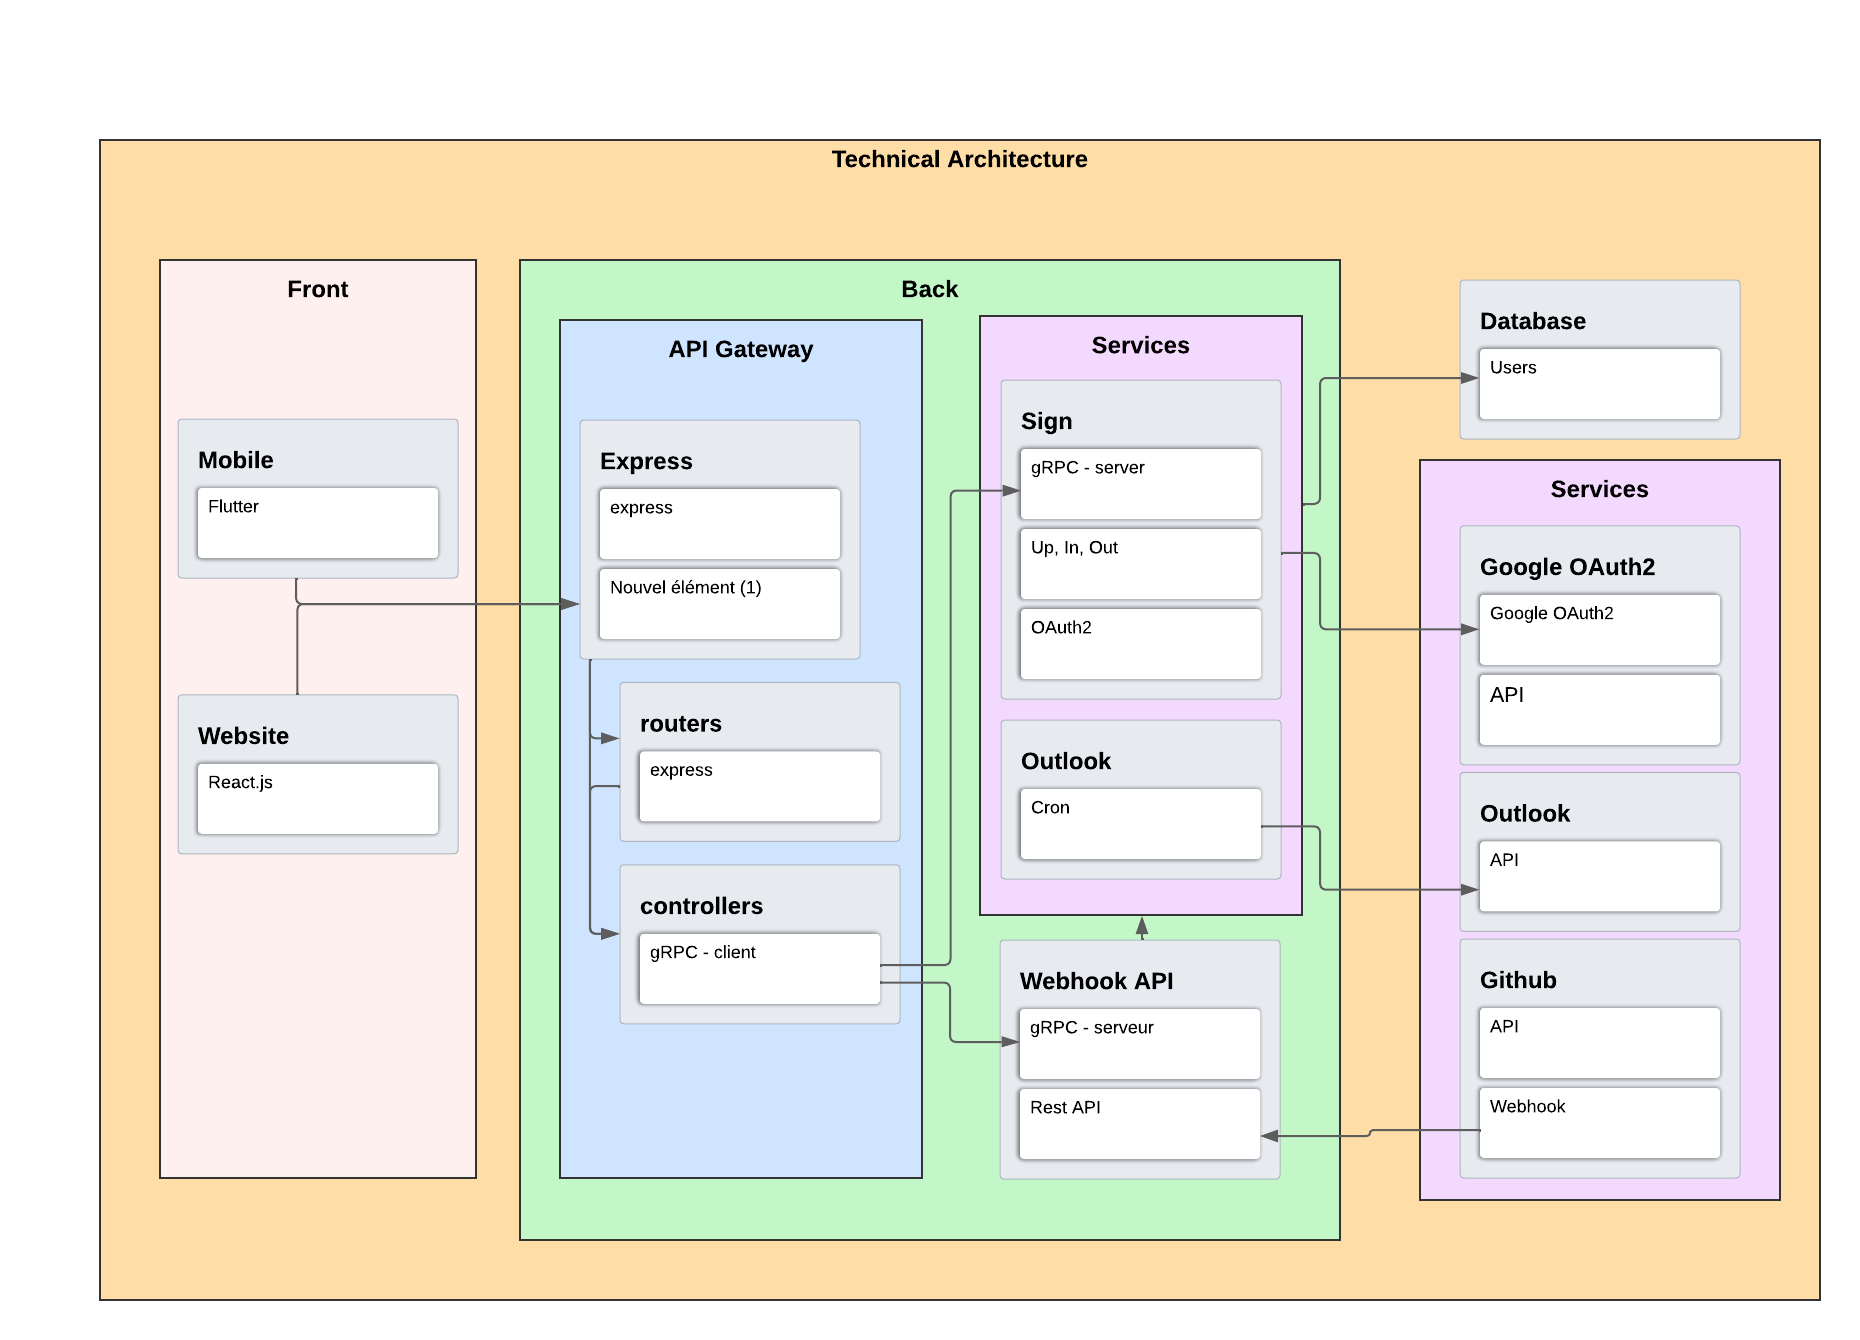 Technical Architecture
Front
Mobile
Flutter
Website
React.js
Back
API Gateway
Express
express
Nouvel élément (1)
routers
express
controllers
gRPC - client
Services
Sign
gRPC - server
Up, In, Out
OAuth2
Outlook
Cron
Webhook API
gRPC - serveur
Rest API
Database
Users
Services
Google OAuth2
Google OAuth2
API
Outlook
API
Github
API
Webhook